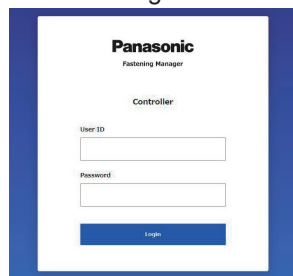 Panasonic
Fastening Manager
Controller
User ID
Password
Login